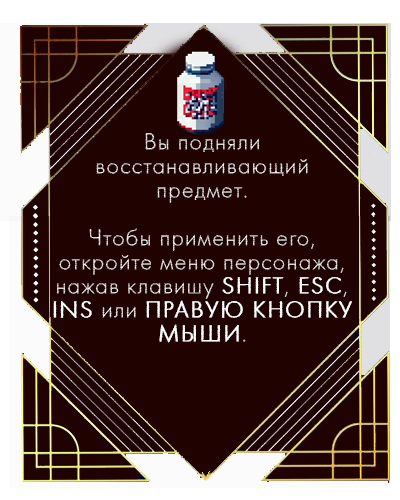 Вы подняли
восстанавливающий
предмет.
Чтобы применить его,
откройте меню персонажа,
нажав клавишу SHIFT, ESC,
INS или ПРАВУЮ КНОПКУ
МЫШИ.